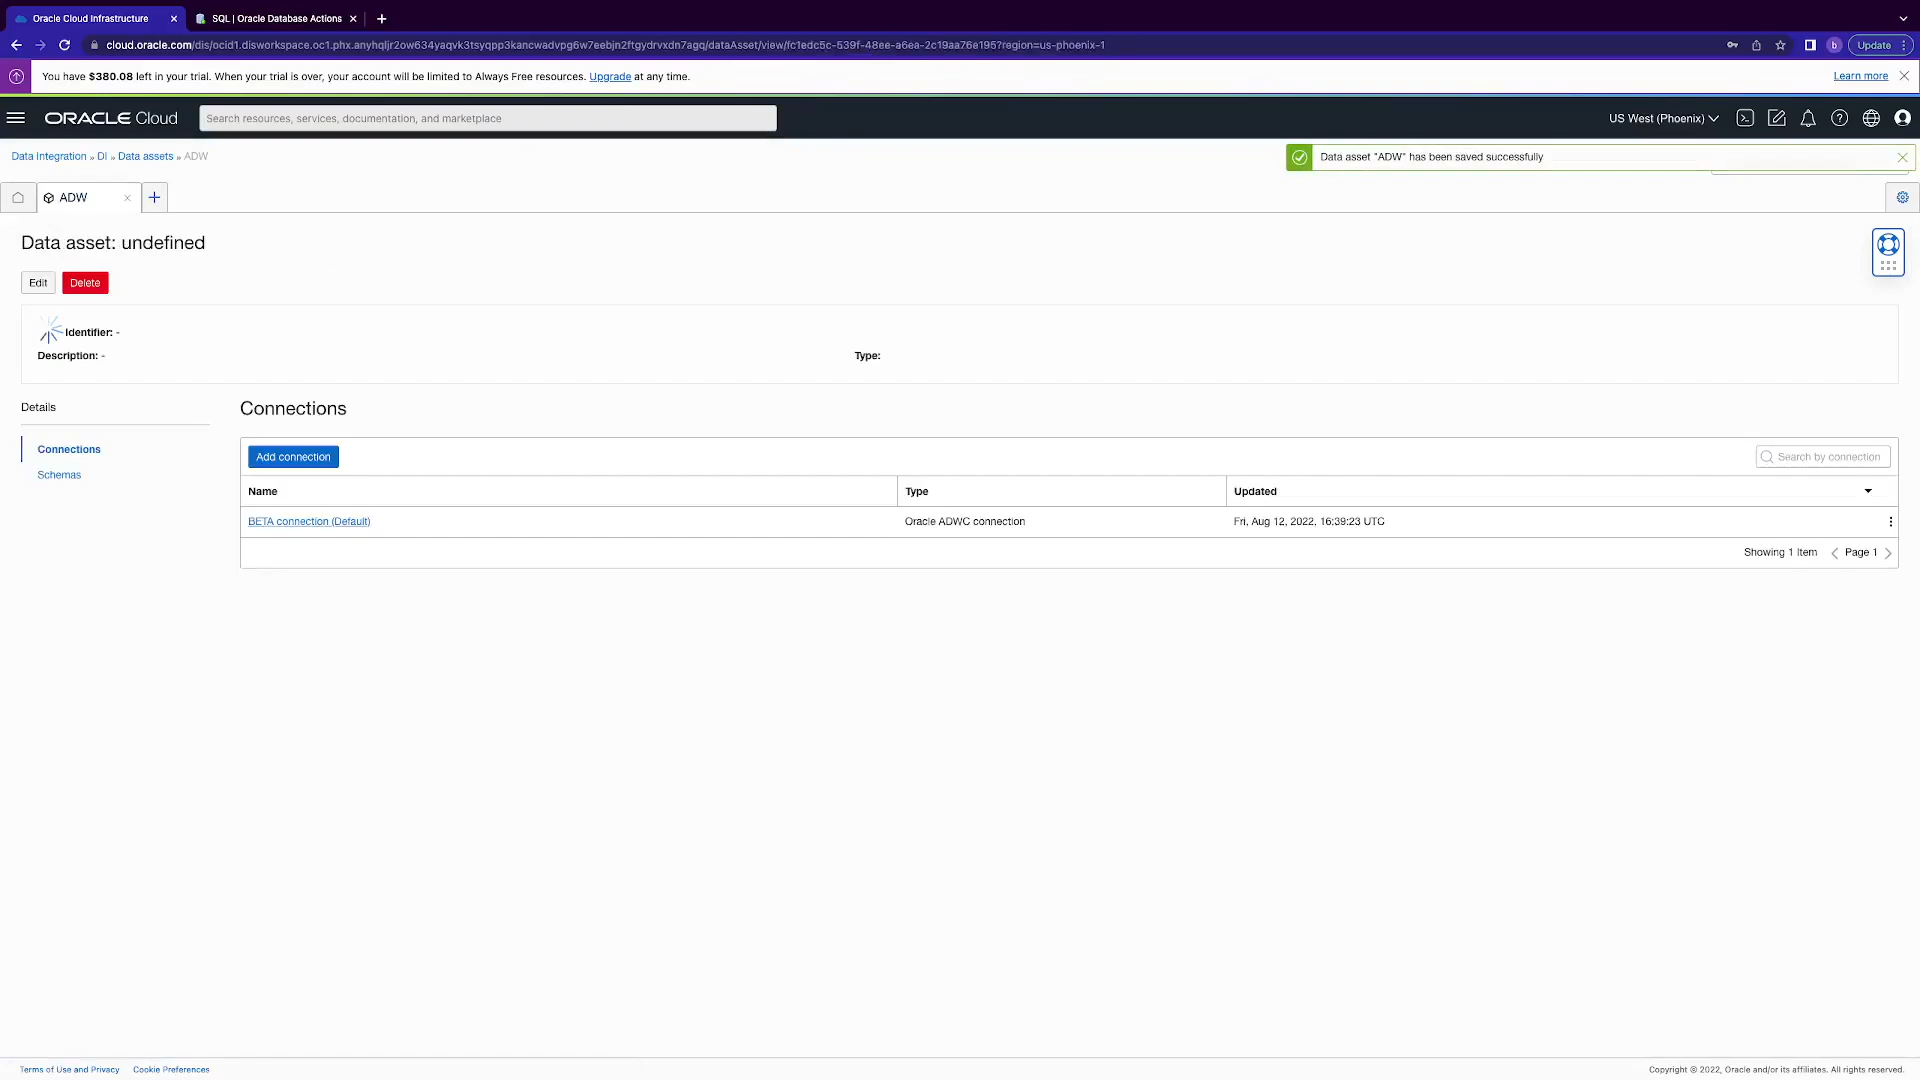 Oracle Cloud Infrastructure
SQL | Oracle Database Actions
cloud.oracle.com/dis/ocid1.disworkspace.oc1.phx.anyhqljr2ow634yaqvk3tsyqpp3kancwadvpg6w7eebjn2ftgydrvxdn7agq/dataAsset/view/fc1edc5c-539f-48ee-a6ea-2c19aa76e195?region=us-phoenix-1
b
Update
You have $380.08 left in your trial. When your trial is over, your account will be limited to Always Free resources. Upgrade at any time.
Learn more
ORACLE Cloud
Search resources, services, documentation, and marketplace
US West (Phoenix)
Data Integration » DI » Data assets » ADW
Data asset "ADW" has been saved successfully
ADW
Data asset: undefined
Edit
Delete
Identifier: -
Description: -
Type:
Details
Connections
Schemas
Connections
Add connection
Search by connection
Name Type Updated
BETA connection (Default) Oracle ADWC connection Fri, Aug 12, 2022, 16:39:23 UTC
Showing 1 Item
Page 1
Terms of Use and Privacy
Cookie Preferences
Copyright © 2022, Oracle and/or its affiliates. All rights reserved.